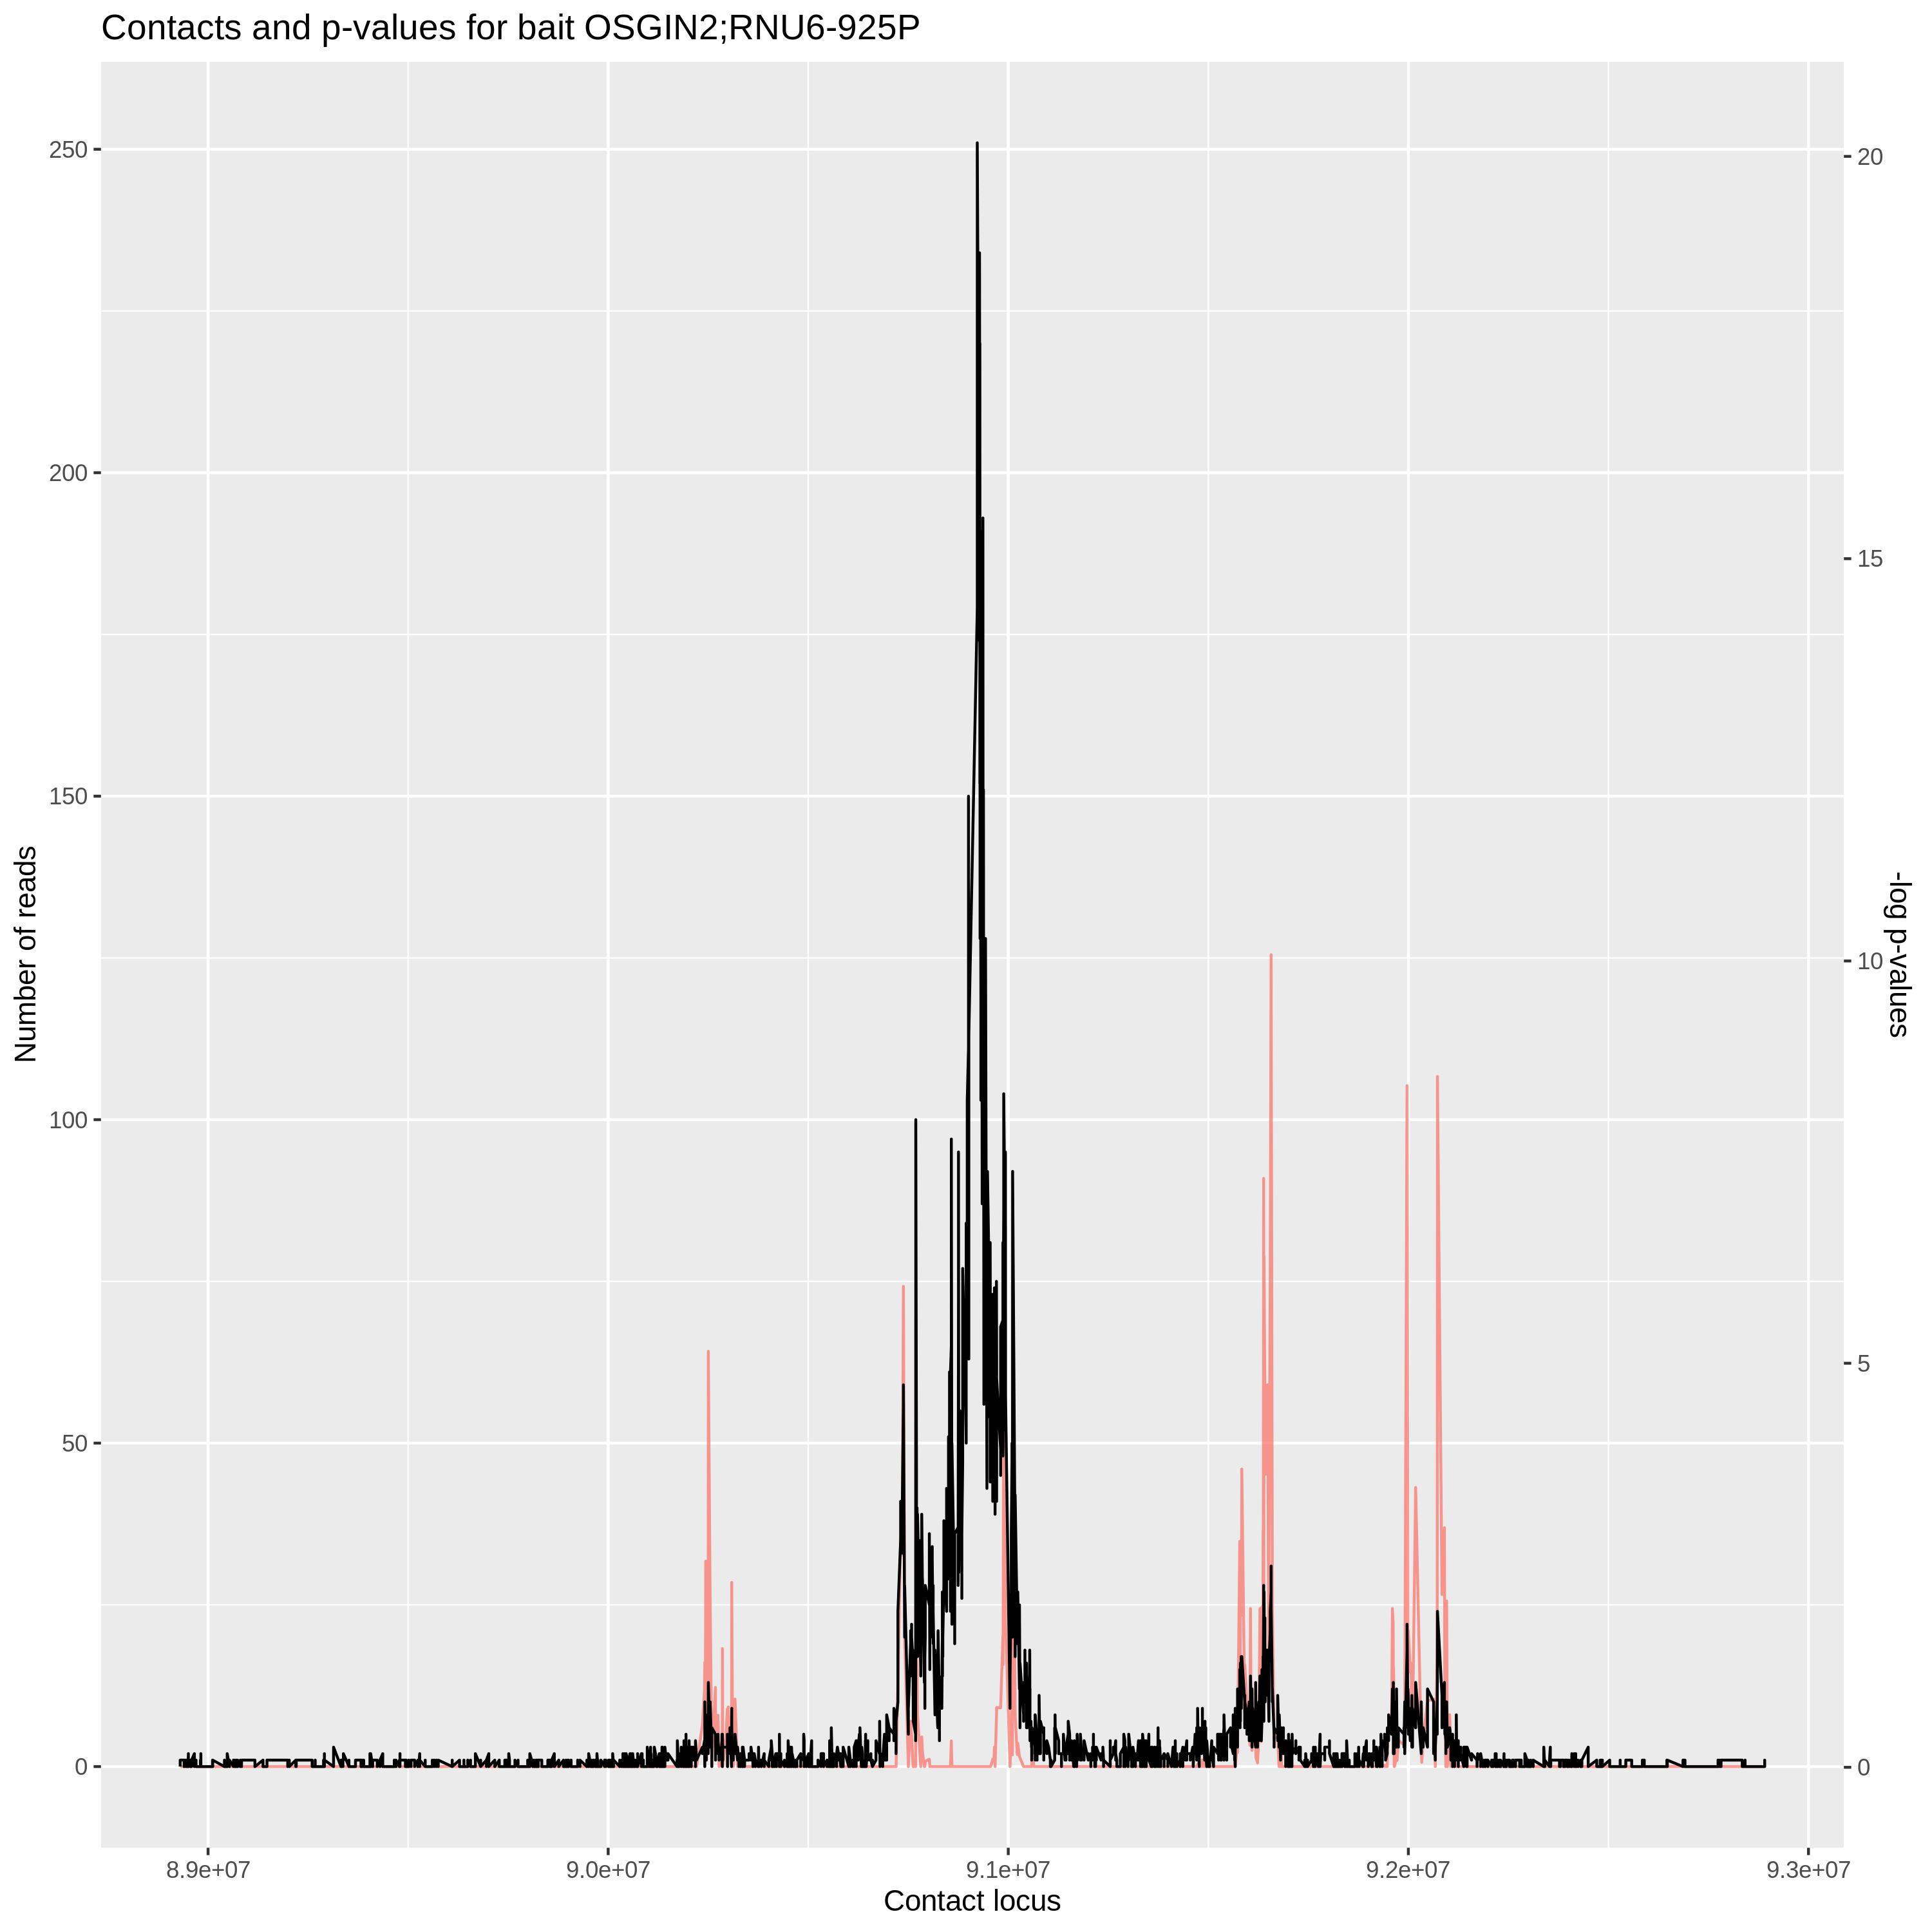 Contacts and p-values for bait OSGIN2;RNU6-925P
250
200
150
100
50
0
Number of reads
20
15
10
5
0
-log p-values
8.9e+07
9.0e+07
9.1e+07
9.2e+07
9.3e+07
Contact locus